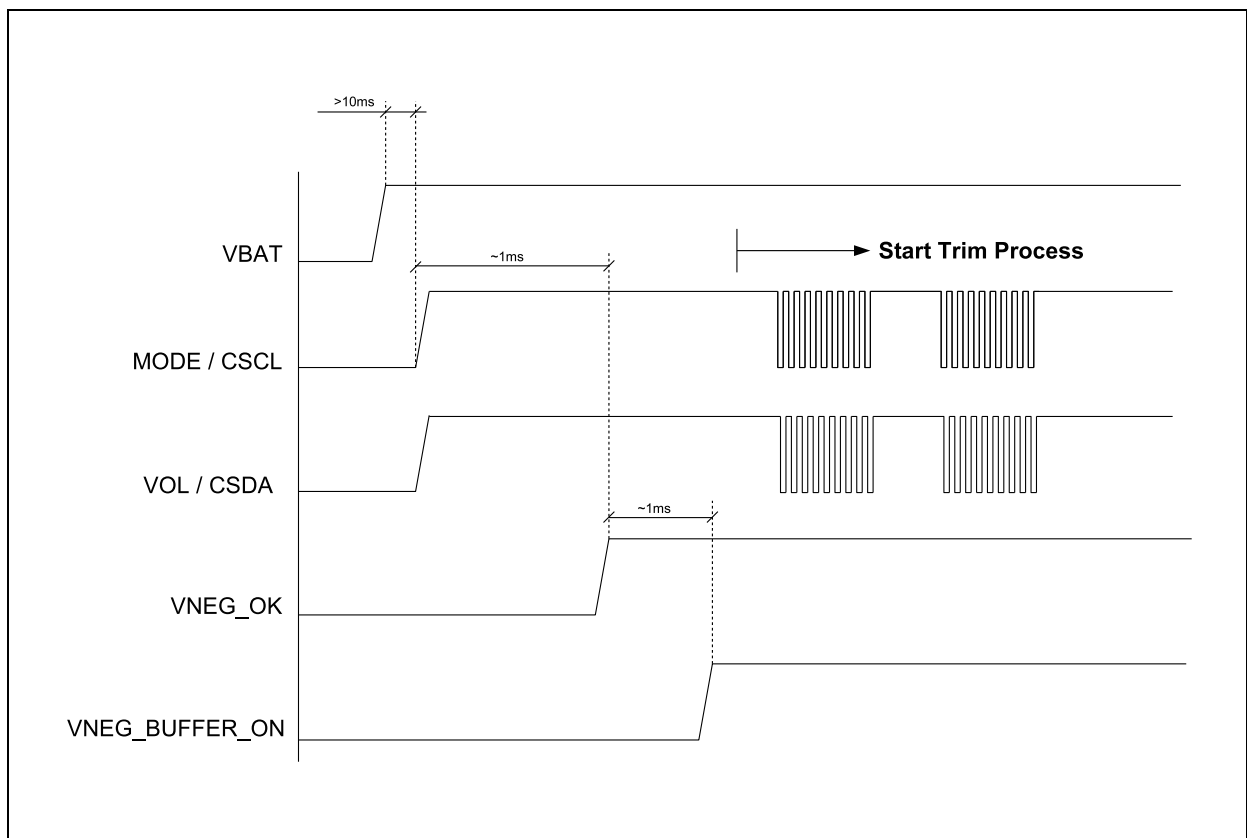 >10ms
VBAT
~1ms
Start Trim Process
MODE / CSCL
VOL / CSDA
~1ms
VNEG_OK
VNEG_BUFFER_ON